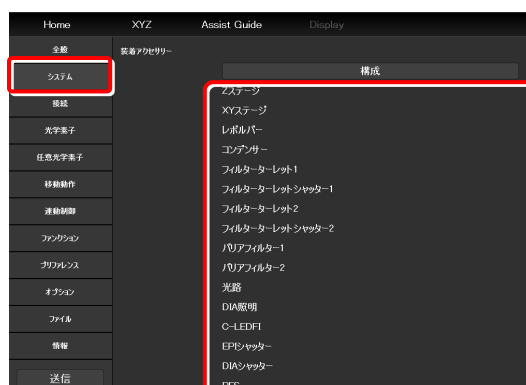 Home XYZ Assist Guide Display
全般
装着アクセサリー
構成
システム
Zステージ
XYステージ
接続
レボルバー
光学素子
コンデンサー
フィルターターレット1
任意光学素子
フィルターターレットシャッター1
移動動作
フィルターターレット2
連動制御
フィルターターレットシャッター2
バリアフィルター1
ファンクション
バリアフィルター2
プリファレンス
光路
オプション
DIA照明
ファイル
C-LEDFI
情報
EPIシャッター
DIAシャッター
送信
PFS